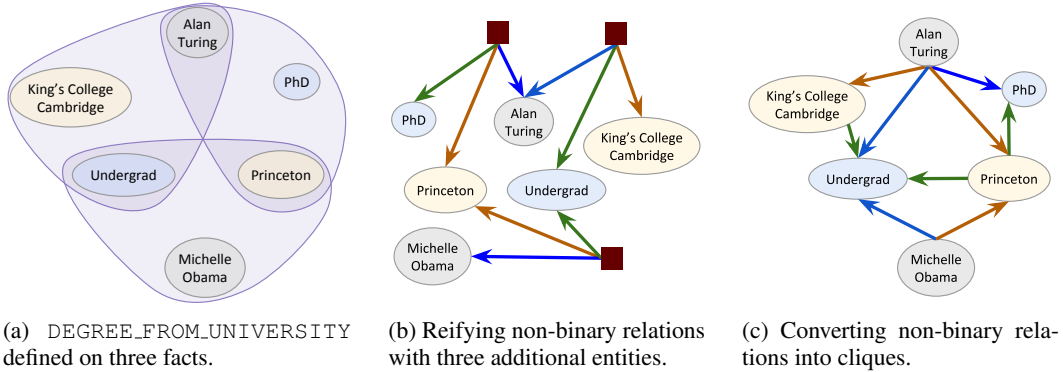 Alan
Turing
King's College
Cambridge
PhD
Undergrad
Princeton
Michelle
Obama
(a) DEGREE_FROM_UNIVERSITY
defined on three facts.
PhD
Alan
Turing
King's College
Cambridge
Princeton
Undergrad
Michelle
Obama
(b) Reifying non-binary relations
with three additional entities.
Alan
Turing
King's College
Cambridge
PhD
Undergrad
Princeton
Michelle
Obama
(c) Converting non-binary rela-
tions into cliques.